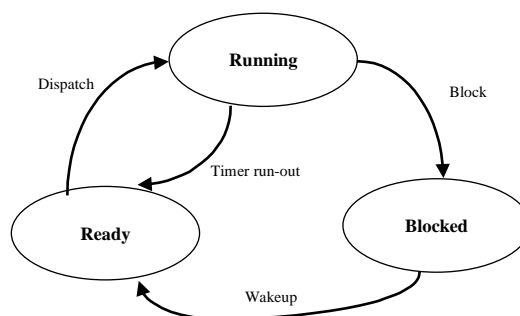 Running
Dispatch
Block
Timer run-out
Ready
Blocked
Wakeup